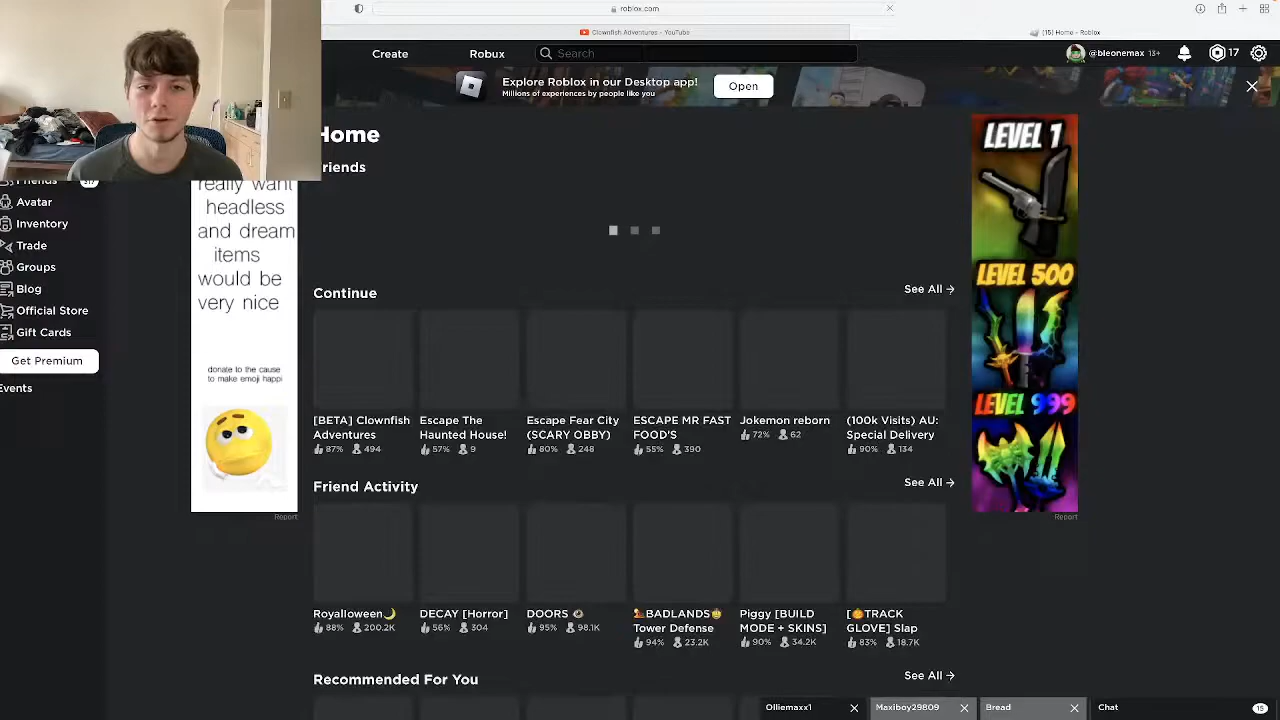 roblox.com
Clownfish Adventures - YouTube
(15) Home - Roblox
Create
Robux
Search
@bleonemax 13+
17
Explore Roblox in our Desktop app!
Millions of experiences by people like you
Open
Home
Friends
Avatar
Inventory
Trade
Groups
Blog
Official Store
Gift Cards
Get Premium
Events
really want
headless
and dream
items
would be
very nice
donate to the cause
to make emoji happi
Report
Friends
Continue
See All →
[BETA] Clownfish
Adventures
87% 494
Escape The
Haunted House!
57% 9
Escape Fear City
(SCARY OBBY)
80% 248
ESCAPE MR FAST
FOOD'S
55% 390
Jokemon reborn
72% 62
(100k Visits) AU:
Special Delivery
90% 134
Friend Activity
See All →
Royalloween🌙
88% 200.2K
DECAY [Horror]
56% 304
DOORS 👁
95% 98.1K
BADLANDS🎃
Tower Defense
94% 23.2K
Piggy [BUILD
MODE + SKINS]
90% 34.2K
[🎃TRACK
GLOVE] Slap
83% 18.7K
Recommended For You
See All →
LEVEL 1
LEVEL 500
LEVEL 999
Report
Olliemaxx1
Maxiboy29809
Bread
Chat
15